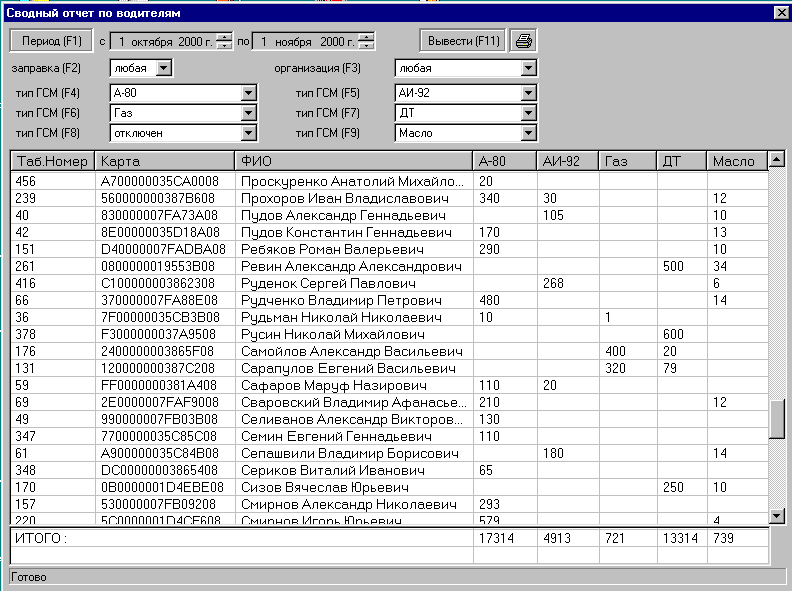 Сводный отчет по водителям
Период (F1) с 1 октября 2000 г. по 1 ноября 2000 г. Вывести (F11)
заправка (F2) любая организация (F3) любая
тип ГСМ (F4) А-80 тип ГСМ (F5) АИ-92
тип ГСМ (F6) Газ тип ГСМ (F7) ДТ
тип ГСМ (F8) отключен тип ГСМ (F9) Масло
Таб.Номер Карта ФИО А-80 АИ-92 Газ ДТ Масло
456 A700000035CA0008 Проскуренко Анатолий Михайло... 20
239 560000000387B608 Прохоров Иван Владиславович 340 30 12
40 830000007FA73A08 Пудов Александр Геннадьевич 105 10
42 8E00000035D18A08 Пудов Константин Геннадьевич 170 13
151 D40000007FADBA08 Ребяков Роман Валерьевич 290 10
261 0800000019553B08 Ревин Александр Александрович 500 34
416 C100000003862308 Руденок Сергей Павлович 268 6
66 370000007FA88E08 Рудченко Владимир Петрович 480 14
36 7F00000035CB3B08 Рудьман Николай Николаевич 10 1
378 F3000000037A9508 Русин Николай Михайлович 600
176 2400000003865F08 Самойлов Александр Васильевич 400 20
131 120000000387C208 Сарапулов Евгений Васильевич 320 79
59 FF0000000381A408 Сафаров Маруф Назирович 110 20
69 2E0000007FAF9008 Сваровский Владимир Афанасье... 210 12
49 990000007FB03B08 Селиванов Александр Викторов... 130
347 7700000035C85C08 Семин Евгений Геннадьевич 110
61 A900000035C84B08 Сепашвили Владимир Борисович 180 14
348 DC00000003865408 Сериков Виталий Иванович 65
170 0B0000001D4EBE08 Сизов Вячеслав Юрьевич 250 10
157 530000007FB09208 Смирнов Александр Николаевич 293
220 5C0000001D4CF608 Смирнов Игорь Юрьевич 579 4
ИТОГО : 17314 4913 721 13314 739
Готово